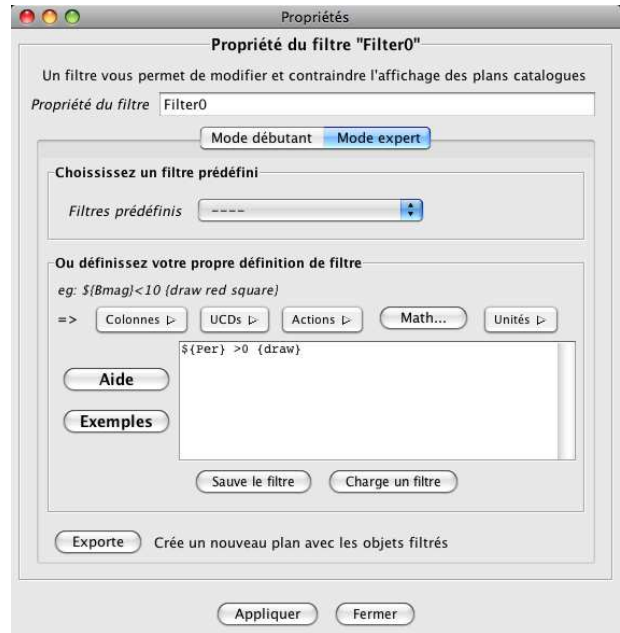 Propriétés
Propriété du filtre "Filter0"
Un filtre vous permet de modifier et contraindre l'affichage des plans catalogues
Propriété du filtre Filter0
Mode débutant Mode expert
Choississez un filtre prédéfini
Filtres prédéfinis ----
Ou définissez votre propre définition de filtre
eg: ${Bmag}<10 {draw red square}
=> Colonnes ▷ UCDs ▷ Actions ▷ Math... Unités ▷
${Per} >0 {draw}
Aide
Exemples
Sauve le filtre Charge un filtre
Exporte Crée un nouveau plan avec les objets filtrés
Appliquer Fermer